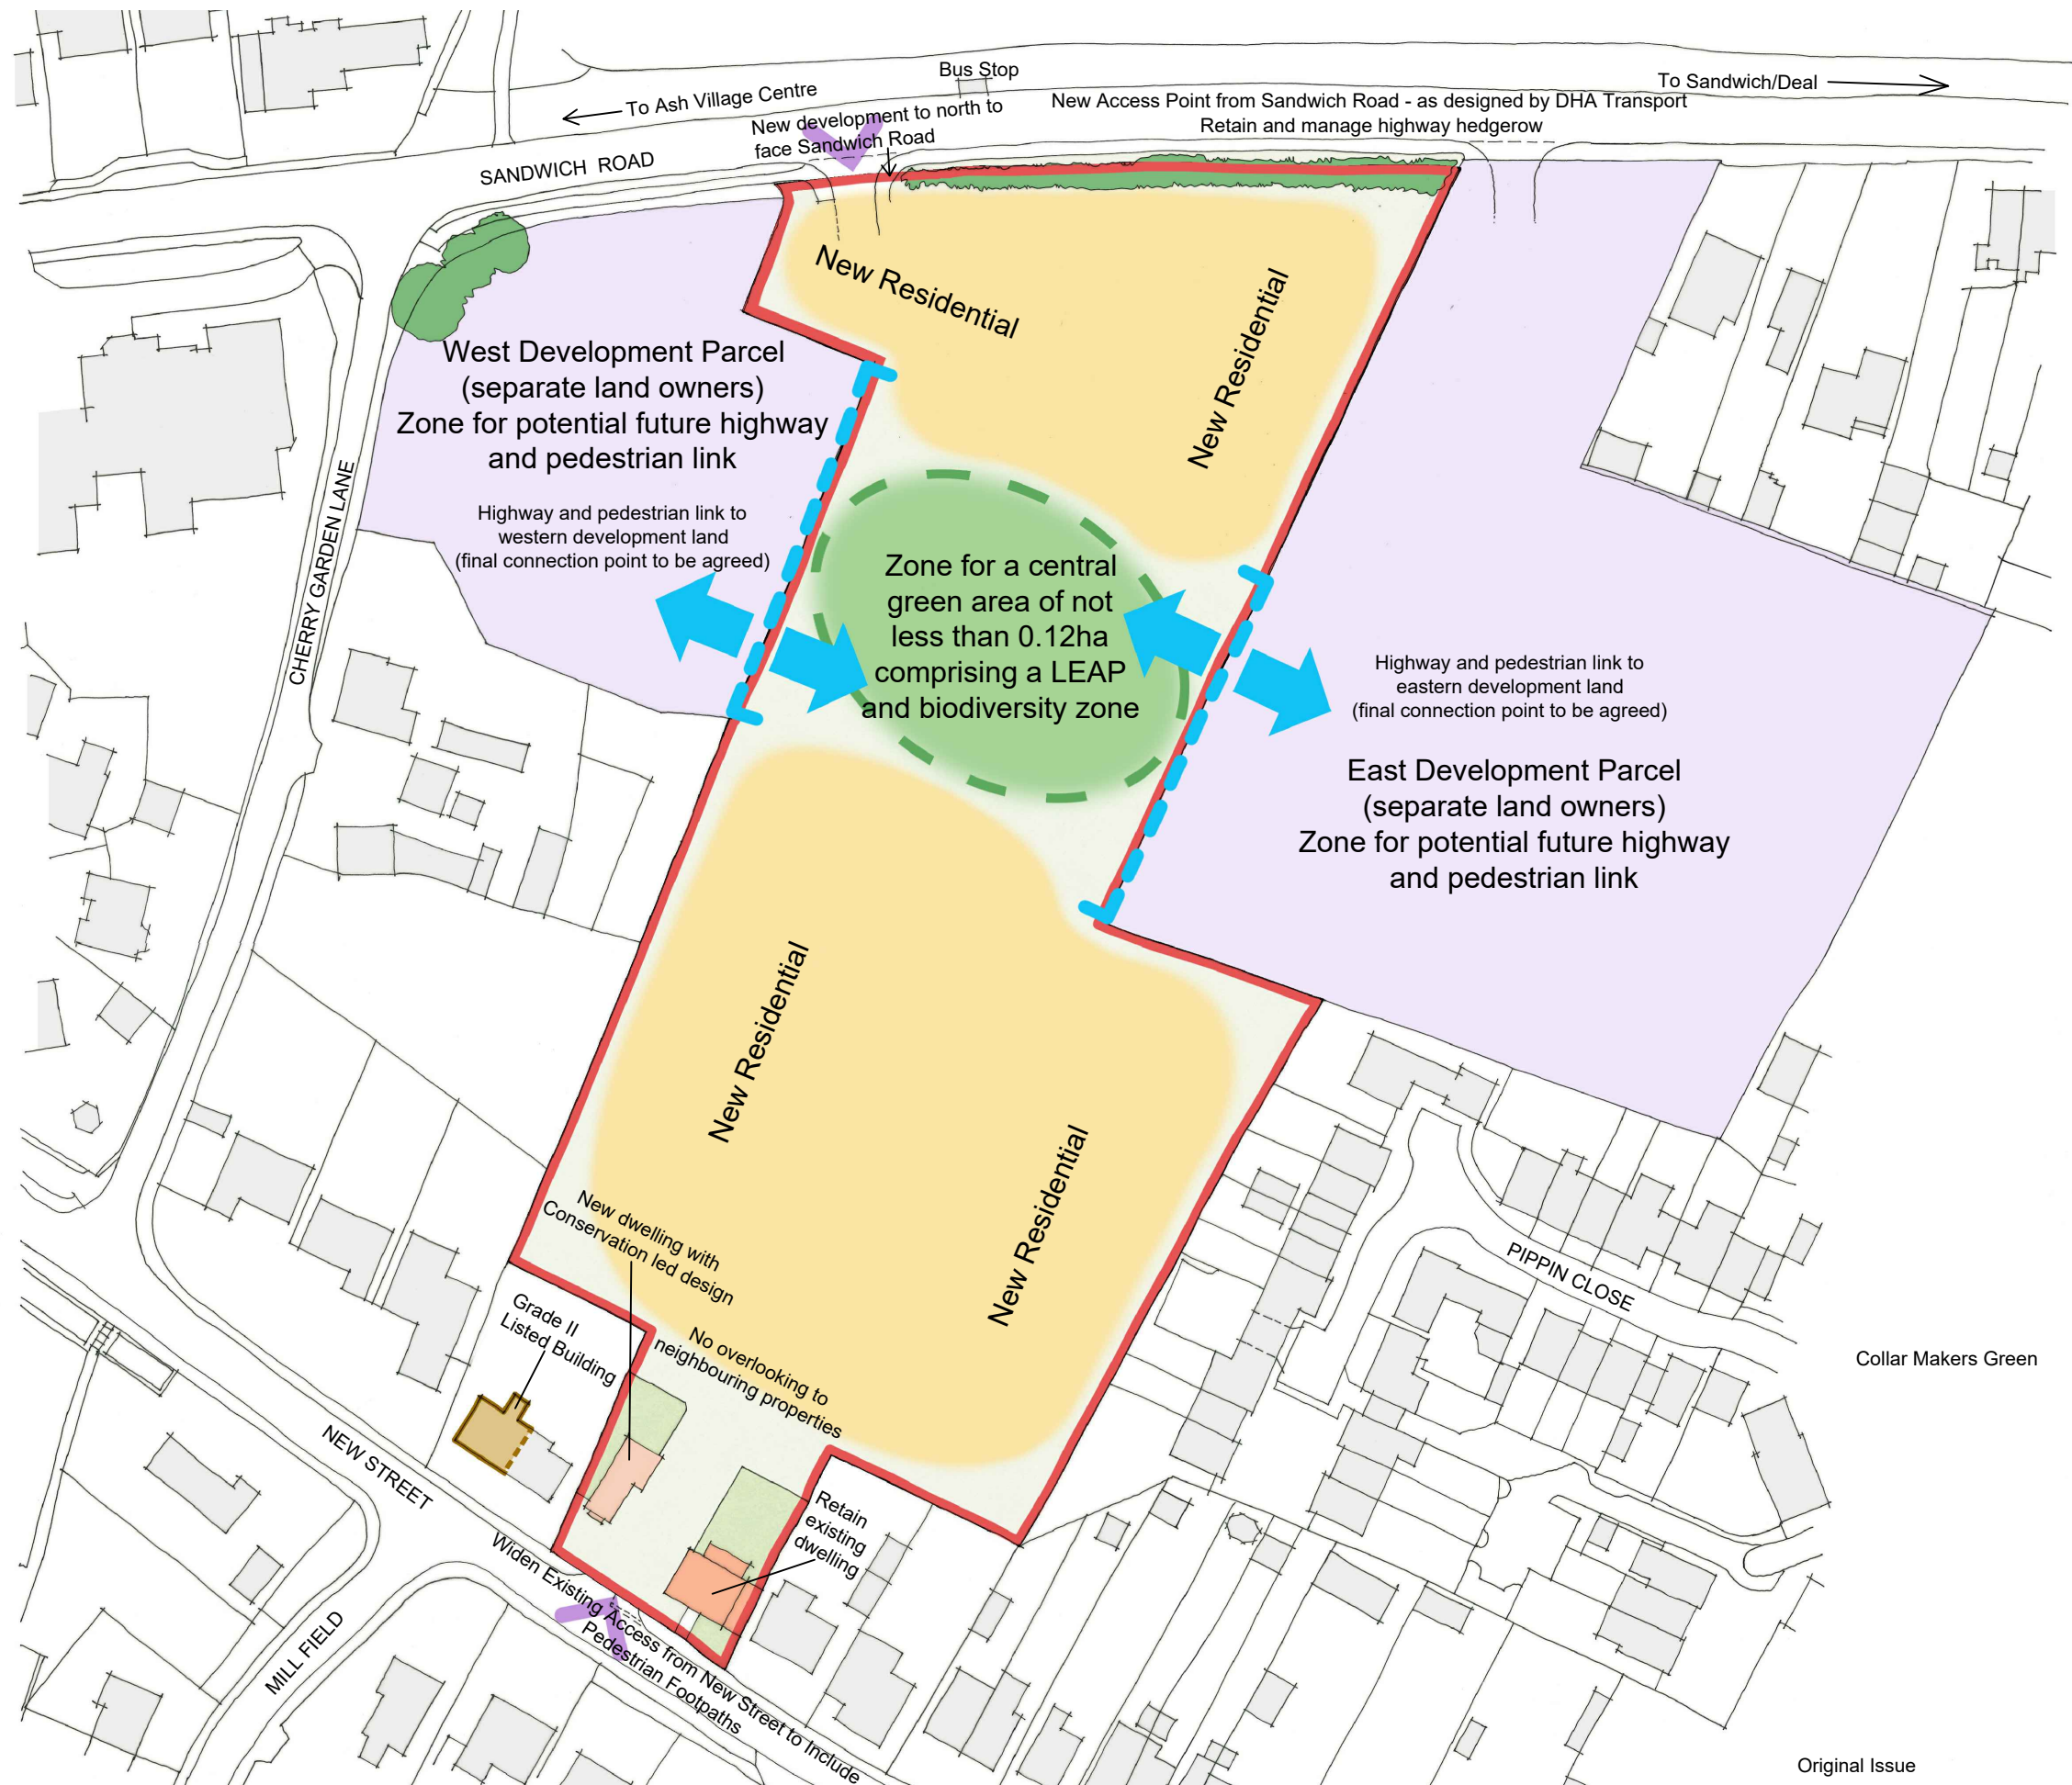 Bus Stop
To Sandwich/Deal
To Ash Village Centre
New Access Point from Sandwich Road - as designed by DHA Transport
Retain and manage highway hedgerow
New development to north to
face Sandwich Road
SANDWICH ROAD
New Residential
New Residential
West Development Parcel
(separate land owners)
Zone for potential future highway
and pedestrian link
Highway and pedestrian link to
western development land
(final connection point to be agreed)
CHERRY GARDEN LANE
Zone for a central
green area of not
less than 0.12ha
comprising a LEAP
and biodiversity zone
Highway and pedestrian link to
eastern development land
(final connection point to be agreed)
East Development Parcel
(separate land owners)
Zone for potential future highway
and pedestrian link
New Residential
New Residential
New dwelling with
Conservation led design
Grade II
Listed Building
No overlooking to
neighbouring properties
PIPPIN CLOSE
Collar Makers Green
NEW STREET
Retain
existing
dwelling
Widen Existing Access from New Street to Include
Pedestrian Footpaths
MILL FIELD
Original Issue